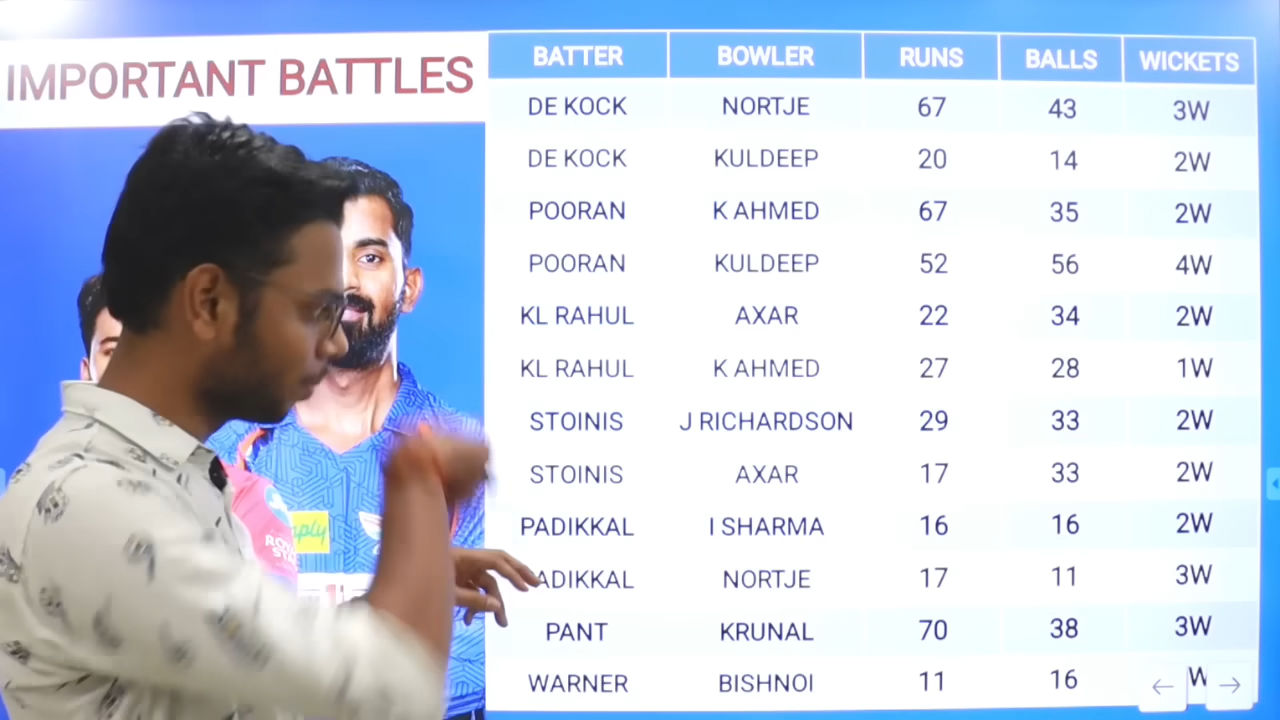 IMPORTANT BATTLES
BATTER BOWLER RUNS BALLS WICKETS
DE KOCK NORTJE 67 43 3W
DE KOCK KULDEEP 20 14 2W
POORAN K AHMED 67 35 2W
POORAN KULDEEP 52 56 4W
KL RAHUL AXAR 22 34 2W
KL RAHUL K AHMED 27 28 1W
STOINIS J RICHARDSON 29 33 2W
STOINIS AXAR 17 33 2W
PADIKKAL I SHARMA 16 16 2W
ADIKKAL NORTJE 17 11 3W
PANT KRUNAL 70 38 3W
WARNER BISHNOI 11 16 W